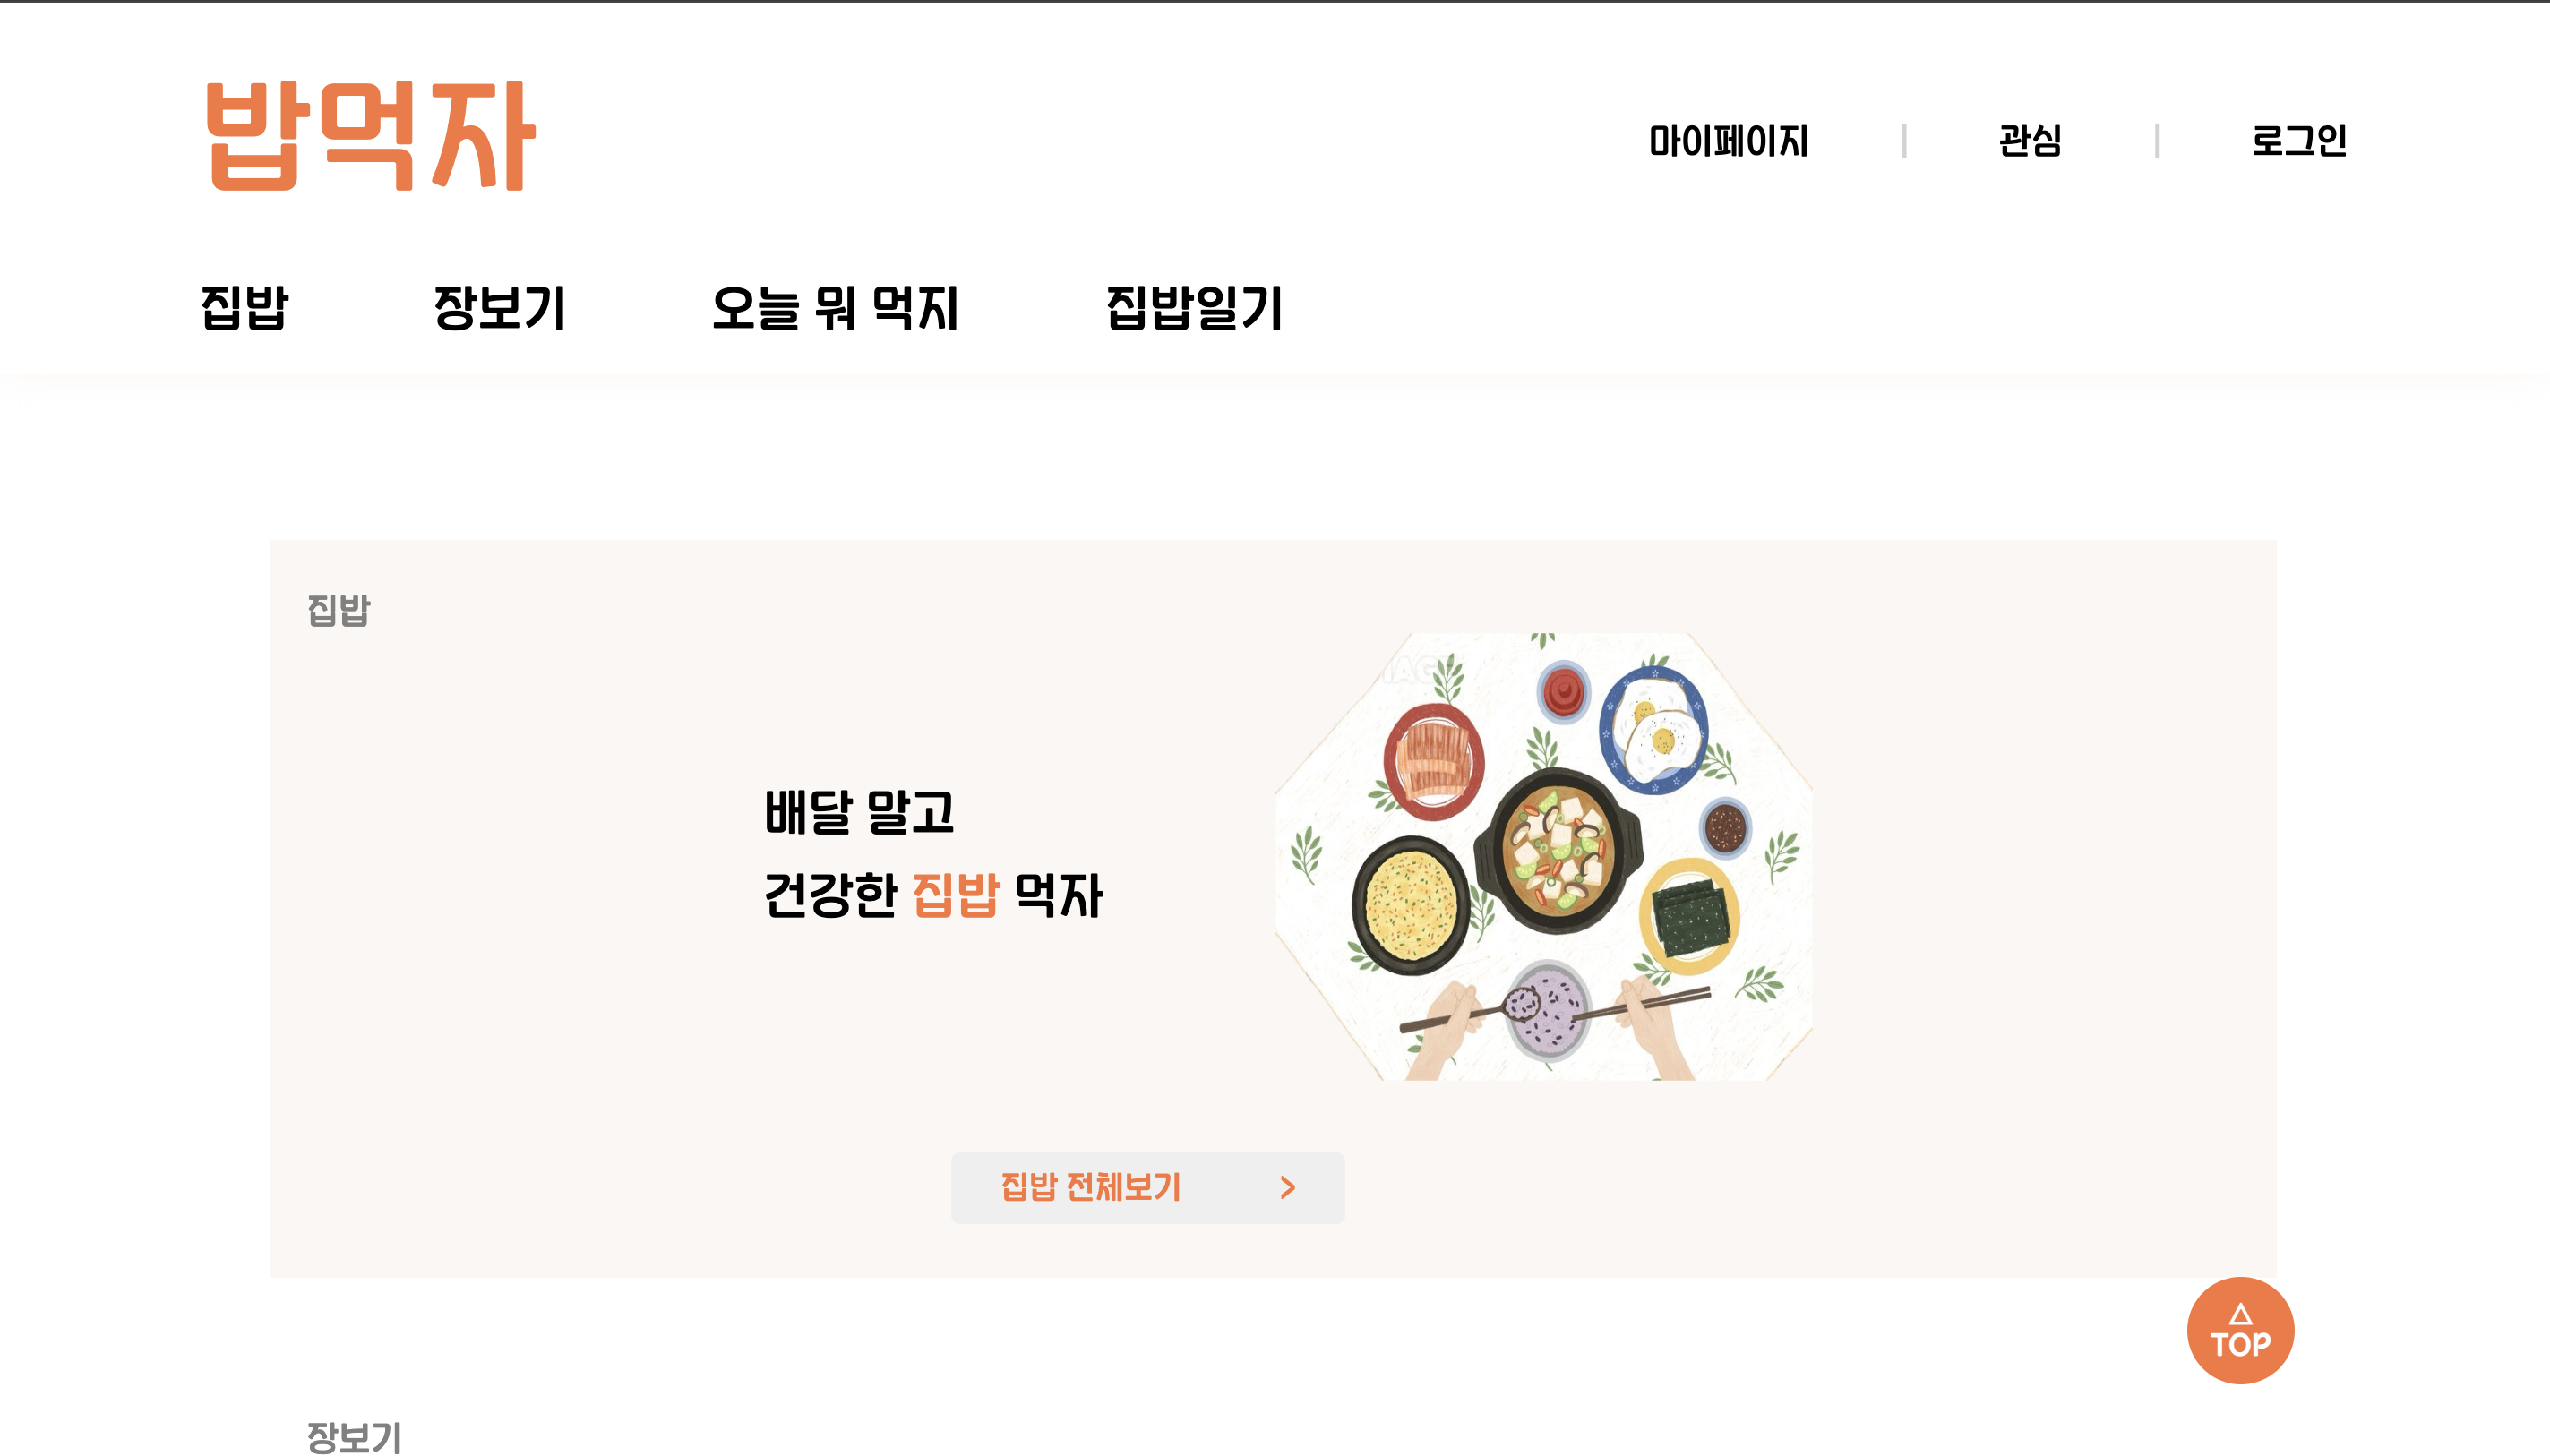 밥먹자
마이페이지 | 관심 | 로그인
집밥 장보기 오늘 뭐 먹지 집밥일기
집밥
배달 말고
건강한 집밥 먹자
집밥 전체보기 >
TOP
장보기